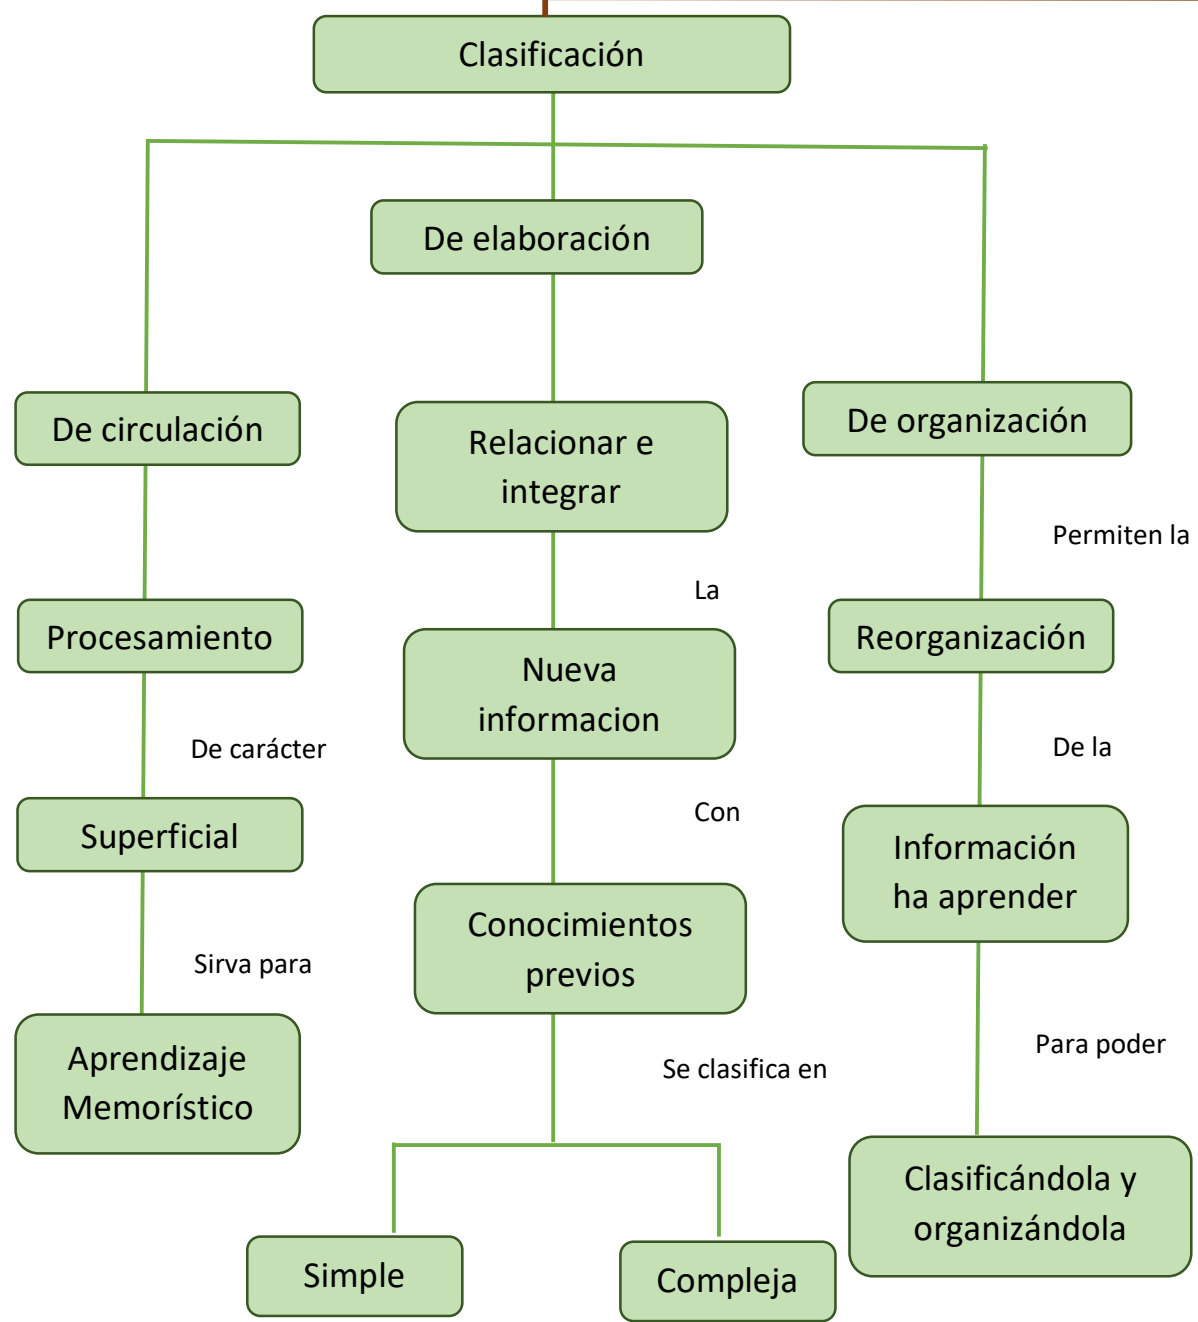 Clasificación
De elaboración
De circulación
Relacionar e
integrar
De organización
Permiten la
La
Procesamiento
Nueva
informacion
Reorganización
De carácter
De la
Con
Superficial
Información
ha aprender
Conocimientos
previos
Sirva para
Para poder
Aprendizaje
Memorístico
Se clasifica en
Clasificándola y
organizándola
Simple
Compleja